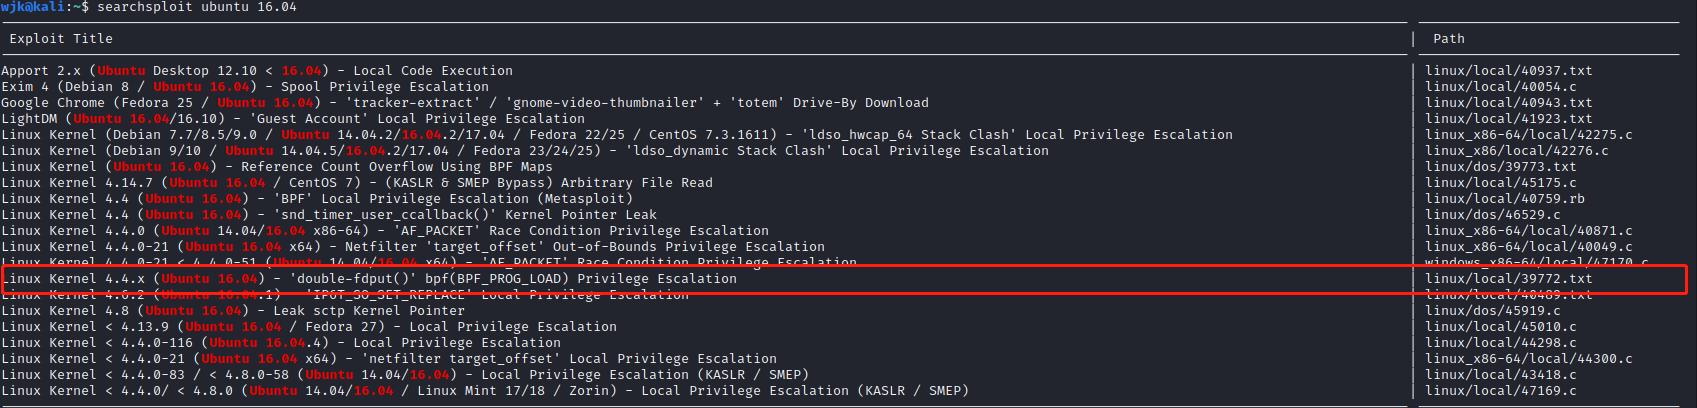 wjk@kali:~$ searchsploit ubuntu 16.04
Exploit Title | Path
Apport 2.x (Ubuntu Desktop 12.10 < 16.04) - Local Code Execution | linux/local/40937.txt
Exim 4 (Debian 8 / Ubuntu 16.04) - Spool Privilege Escalation | linux/local/40054.c
Google Chrome (Fedora 25 / Ubuntu 16.04) - 'tracker-extract' / 'gnome-video-thumbnailer' + 'totem' Drive-By Download | linux/local/40943.txt
LightDM (Ubuntu 16.04/16.10) - 'Guest Account' Local Privilege Escalation | linux/local/41923.txt
Linux Kernel (Debian 7.7/8.5/9.0 / Ubuntu 14.04.2/16.04.2/17.04 / Fedora 22/25 / CentOS 7.3.1611) - 'ldso_hwcap_64 Stack Clash' Local Privilege Escalation | linux_x86-64/local/42275.c
Linux Kernel (Debian 9/10 / Ubuntu 14.04.5/16.04.2/17.04 / Fedora 23/24/25) - 'ldso_dynamic Stack Clash' Local Privilege Escalation | linux_x86/local/42276.c
Linux Kernel (Ubuntu 16.04) - Reference Count Overflow Using BPF Maps | linux/dos/39773.txt
Linux Kernel 4.14.7 (Ubuntu 16.04 / CentOS 7) - (KASLR & SMEP Bypass) Arbitrary File Read | linux/local/45175.c
Linux Kernel 4.4 (Ubuntu 16.04) - 'BPF' Local Privilege Escalation (Metasploit) | linux/local/40759.rb
Linux Kernel 4.4 (Ubuntu 16.04) - 'snd_timer_user_ccallback()' Kernel Pointer Leak | linux/dos/46529.c
Linux Kernel 4.4.0 (Ubuntu 14.04/16.04 x86-64) - 'AF_PACKET' Race Condition Privilege Escalation | linux_x86-64/local/40871.c
Linux Kernel 4.4.0-21 (Ubuntu 16.04 x64) - Netfilter 'target_offset' Out-of-Bounds Privilege Escalation | linux_x86-64/local/40049.c
Linux Kernel 4.4.0-21 < 4.4.0-51 (Ubuntu 14.04/16.04 x64) - 'AF_PACKET' Race Condition Privilege Escalation | windows_x86-64/local/47170.c
Linux Kernel 4.4.x (Ubuntu 16.04) - 'double-fdput()' bpf(BPF_PROG_LOAD) Privilege Escalation | linux/local/39772.txt
Linux Kernel 4.6.2 (Ubuntu 16.04.1) - 'IP6T_SO_SET_REPLACE' Local Privilege Escalation | linux/local/40489.txt
Linux Kernel 4.8 (Ubuntu 16.04) - Leak sctp Kernel Pointer | linux/dos/45919.c
Linux Kernel < 4.13.9 (Ubuntu 16.04 / Fedora 27) - Local Privilege Escalation | linux/local/45010.c
Linux Kernel < 4.4.0-116 (Ubuntu 16.04.4) - Local Privilege Escalation | linux/local/44298.c
Linux Kernel < 4.4.0-21 (Ubuntu 16.04 x64) - 'netfilter target_offset' Local Privilege Escalation | linux_x86-64/local/44300.c
Linux Kernel < 4.4.0-83 / < 4.8.0-58 (Ubuntu 14.04/16.04) - Local Privilege Escalation (KASLR / SMEP) | linux/local/43418.c
Linux Kernel < 4.4.0/ < 4.8.0 (Ubuntu 14.04/16.04 / Linux Mint 17/18 / Zorin) - Local Privilege Escalation (KASLR / SMEP) | linux/local/47169.c